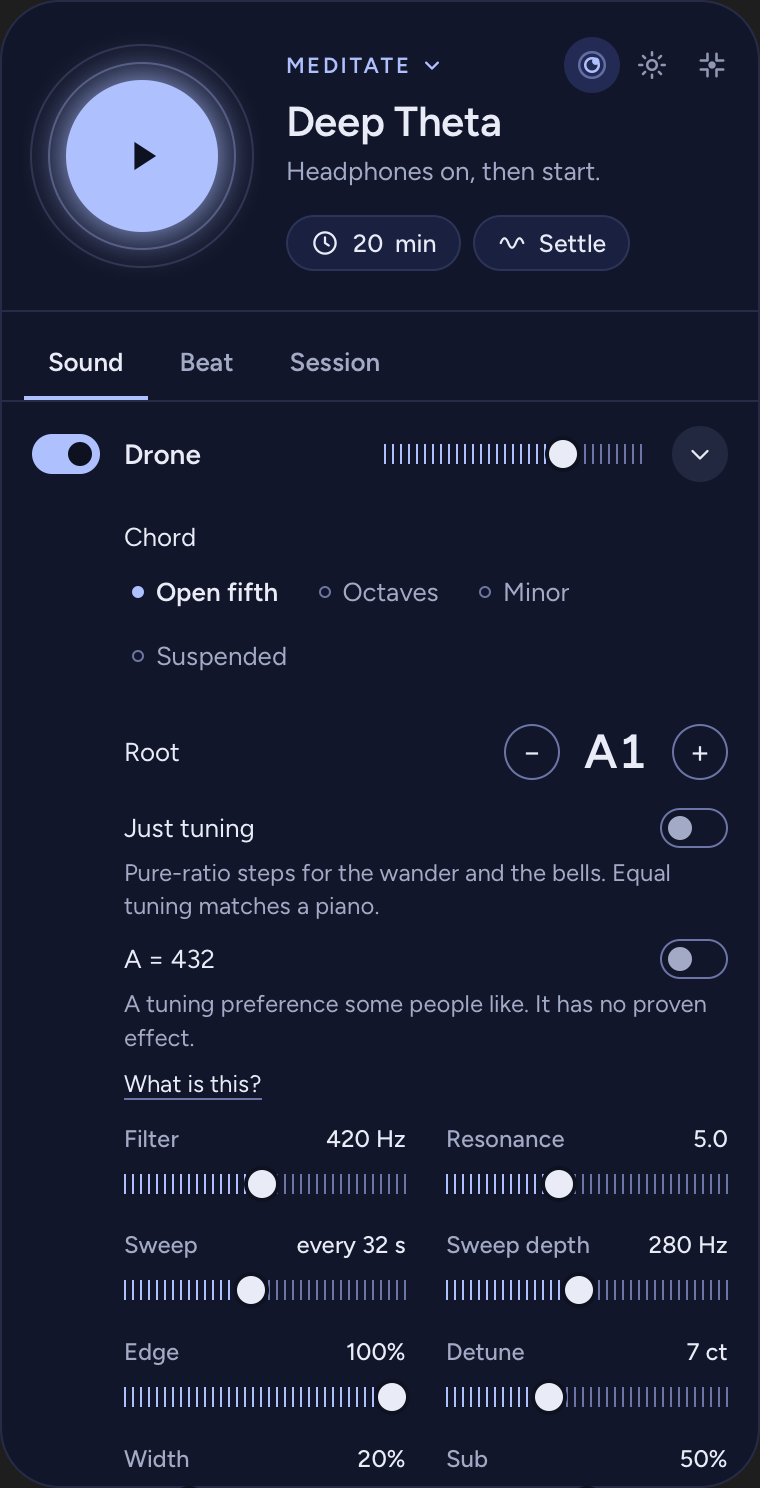 MEDITATE
Deep Theta
Headphones on, then start.
20 min
Settle
Sound Beat Session
Drone
Chord
Open fifth Octaves Minor
Suspended
Root − A1 +
Just tuning
Pure-ratio steps for the wander and the bells. Equal
tuning matches a piano.
A = 432
A tuning preference some people like. It has no proven
effect.
What is this?
Filter 420 Hz Resonance 5.0
Sweep every 32 s Sweep depth 280 Hz
Edge 100% Detune 7 ct
Width 20% Sub 50%